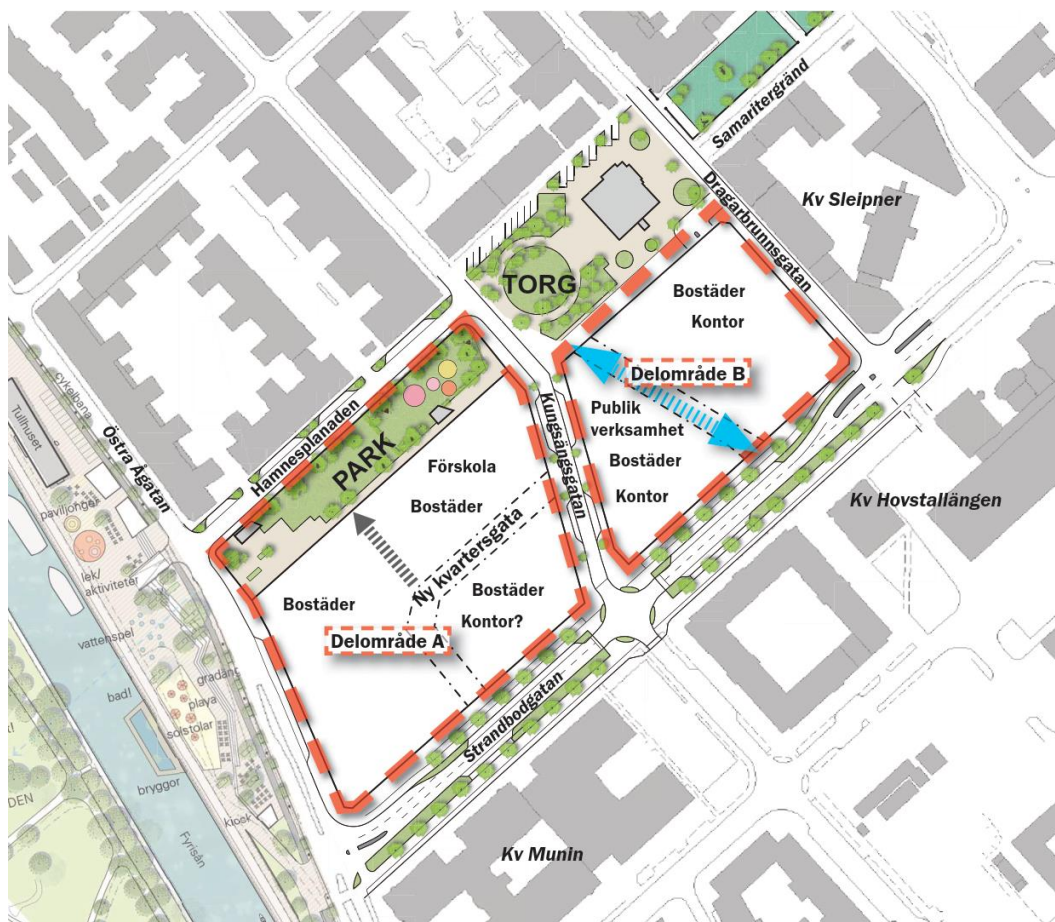 Samaritergränd
Dragarbrunnsgatan
Kv Sleipner
TORG
Bostäder
Kontor
Delområde B
Publik
verksamhet
Bostäder
Kontor
Kungsängsgatan
Hamnesplanaden
PARK
Förskola
Bostäder
Ny kvartersgata
Bostäder
Kontor?
Bostäder
Delområde A
Kv Hovstallängen
Strandbodgatan
Kv Munin
Östra Ågatan
cykelbana
Tullhuset
paviljonger
lek/
aktiviteter
vattenspel
gradäng
bad!
playa
solstolar
bryggor
kiosk
Fyrisån
DEN